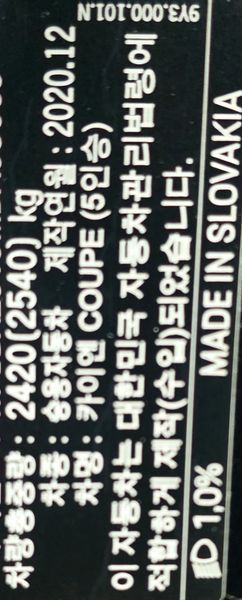 9Y3.000.101.N
차량총중량 : 2420(2540) kg
차종 : 승용자동차 제작연월 : 2020.12
차명 : 카이엔 COUPE (5인승)
이 자동차는 대한민국 자동차관리법령에
적합하게 제작(수입)되었습니다.
1,0% MADE IN SLOVAKIA